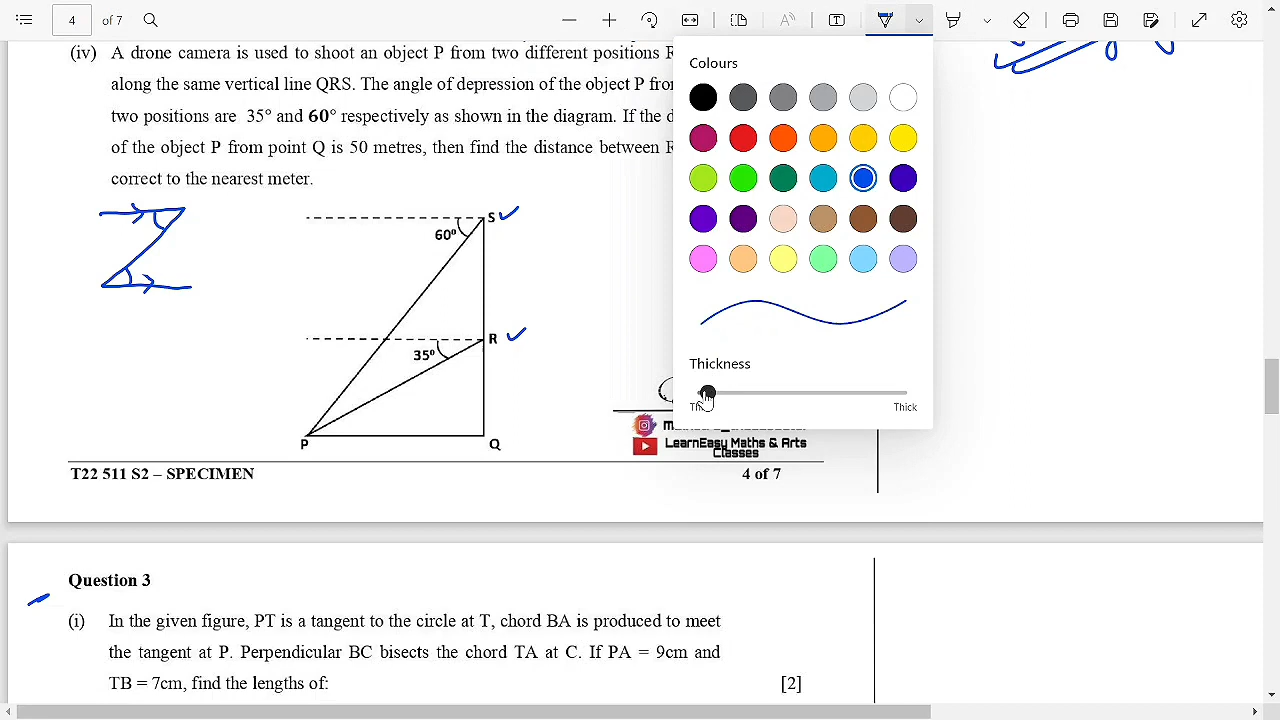 4 of 7
Colours
(iv) A drone camera is used to shoot an object P from two different positions R
along the same vertical line QRS. The angle of depression of the object P from
two positions are 35° and 60° respectively as shown in the diagram. If the d
of the object P from point Q is 50 metres, then find the distance between R
correct to the nearest meter.
S
60⁰
R
35⁰
P
Q
Thickness
Thick
LearnEasy Maths & Arts
Classes
T22 511 S2 – SPECIMEN
4 of 7
Question 3
(i) In the given figure, PT is a tangent to the circle at T, chord BA is produced to meet
the tangent at P. Perpendicular BC bisects the chord TA at C. If PA = 9cm and
TB = 7cm, find the lengths of: [2]